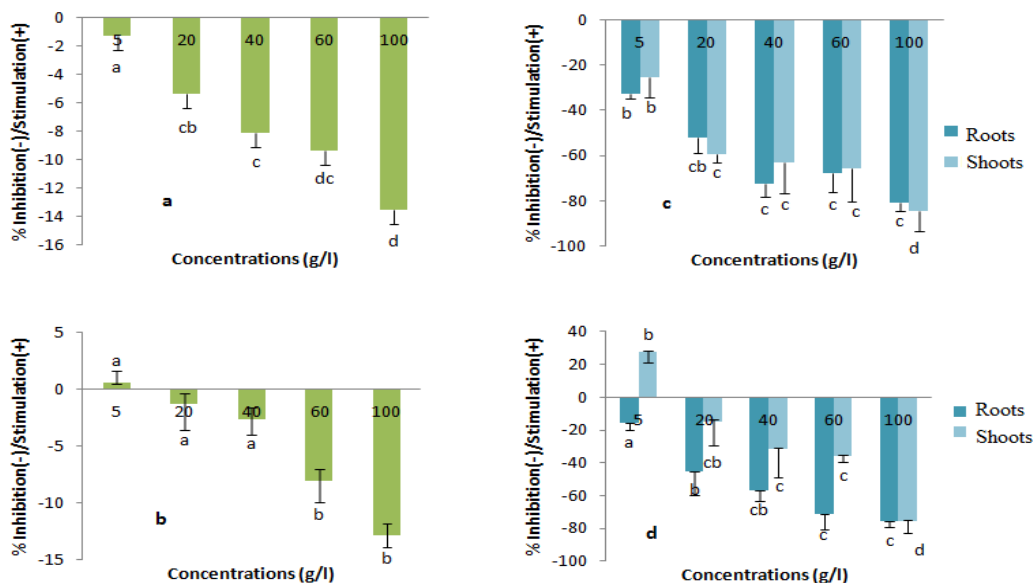 % Inhibition(-)/Stimulation(+)
0
-2
-4
-6
-8
-10
-12
-14
-16
5 20 40 60 100
a
cb
c
dc
d
a
Concentrations (g/l)
% Inhibition(-)/Stimulation(+)
0
-20
-40
-60
-80
-100
5 20 40 60 100
b b
cb c
c c
c c
c d
c
Roots
Shoots
Concentrations (g/l)
% Inhibition(-)/Stimulation(+)
5
0
-5
-10
-15
5 20 40 60 100
a
a
a
b
b
b
Concentrations (g/l)
% Inhibition(-)/Stimulation(+)
40
20
0
-20
-40
-60
-80
-100
5 20 40 60 100
a b
b cb
cb c
c c
c d
d
Roots
Shoots
Concentrations (g/l)